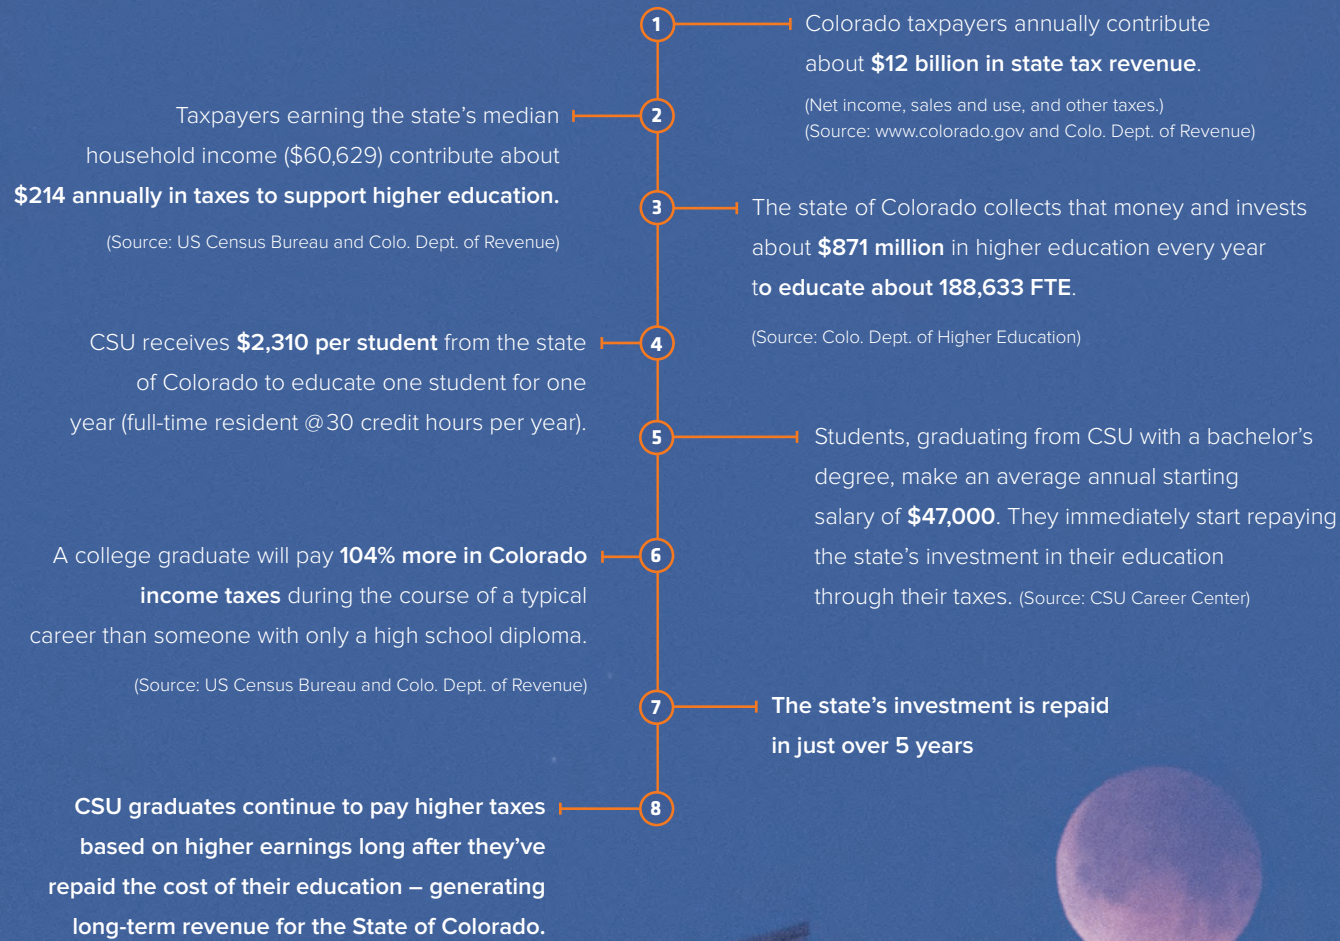 1
Colorado taxpayers annually contribute
about $12 billion in state tax revenue.
(Net income, sales and use, and other taxes.)
(Source: www.colorado.gov and Colo. Dept. of Revenue)
2
Taxpayers earning the state’s median
household income ($60,629) contribute about
$214 annually in taxes to support higher education.
(Source: US Census Bureau and Colo. Dept. of Revenue)
3
The state of Colorado collects that money and invests
about $871 million in higher education every year
to educate about 188,633 FTE.
(Source: Colo. Dept. of Higher Education)
4
CSU receives $2,310 per student from the state
of Colorado to educate one student for one
year (full-time resident @30 credit hours per year).
5
Students, graduating from CSU with a bachelor’s
degree, make an average annual starting
salary of $47,000. They immediately start repaying
the state’s investment in their education
through their taxes. (Source: CSU Career Center)
6
A college graduate will pay 104% more in Colorado
income taxes during the course of a typical
career than someone with only a high school diploma.
(Source: US Census Bureau and Colo. Dept. of Revenue)
7
The state’s investment is repaid
in just over 5 years
8
CSU graduates continue to pay higher taxes
based on higher earnings long after they’ve
repaid the cost of their education – generating
long-term revenue for the State of Colorado.